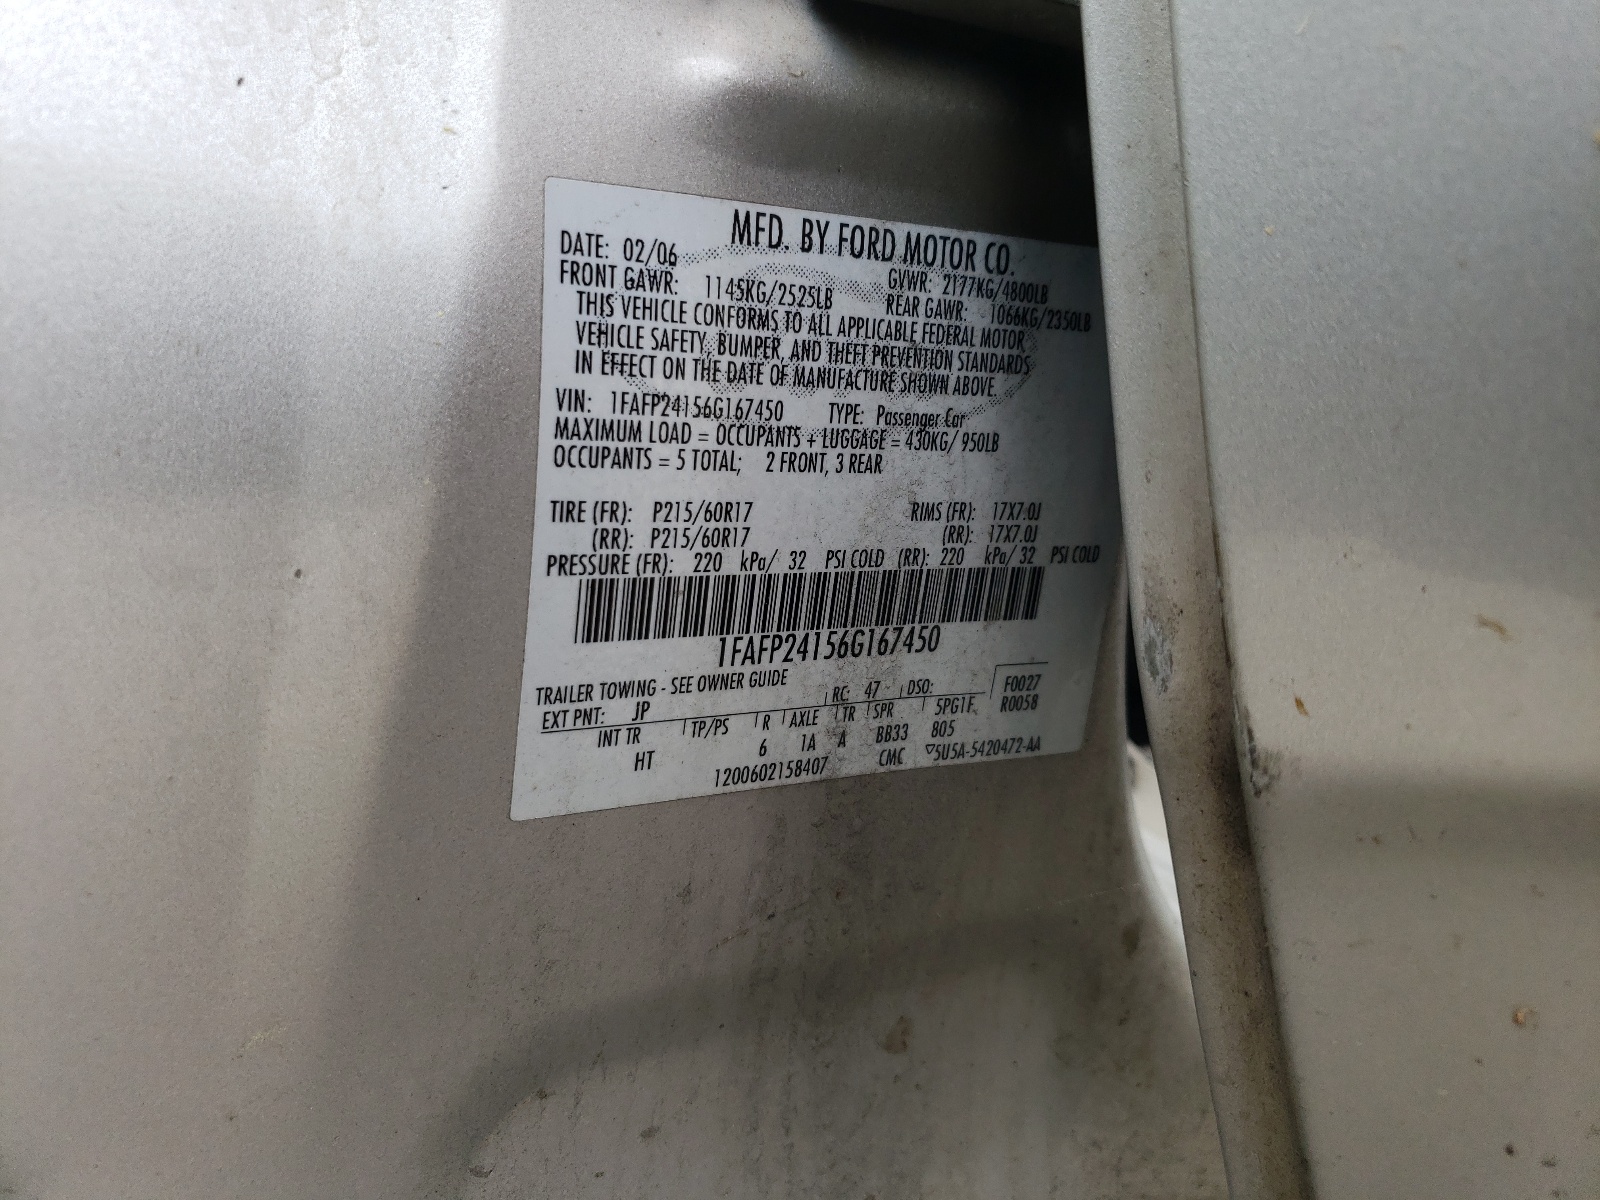 MFD. BY FORD MOTOR CO.
DATE: 02/06 GVWR: 2177KG/4800LB
FRONT GAWR: 1145KG/2525LB REAR GAWR: 1066KG/2350LB
THIS VEHICLE CONFORMS TO ALL APPLICABLE FEDERAL MOTOR
VEHICLE SAFETY, BUMPER, AND THEFT PREVENTION STANDARDS
IN EFFECT ON THE DATE OF MANUFACTURE SHOWN ABOVE.
VIN: 1FAFP24156G167450 TYPE: Passenger Car
MAXIMUM LOAD = OCCUPANTS + LUGGAGE = 430KG/ 950LB
OCCUPANTS = 5 TOTAL; 2 FRONT, 3 REAR
TIRE (FR): P215/60R17 RIMS (FR): 17X7.0J
(RR): P215/60R17 (RR): 17X7.0J
PRESSURE (FR): 220 kPa/ 32 PSI COLD (RR): 220 kPa/ 32 PSI COLD
1FAFP24156G167450
TRAILER TOWING - SEE OWNER GUIDE
EXT PNT: JP RC: 47 DSO: F0027
INT TR TP/PS R AXLE TR SPR 5PG1F R0058
HT 6 1A A BB33 805
1200602158407 CMC ▽5U5A-5420472-AA